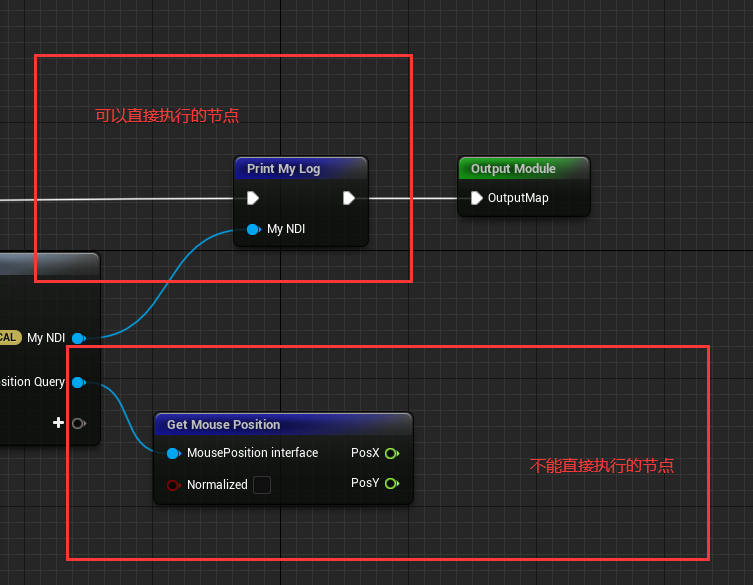 可以直接执行的节点
Print My Log
Output Module
OutputMap
My NDI
CAL My NDI
sition Query
Get Mouse Position
MousePosition interface PosX
不能直接执行的节点
Normalized PosY